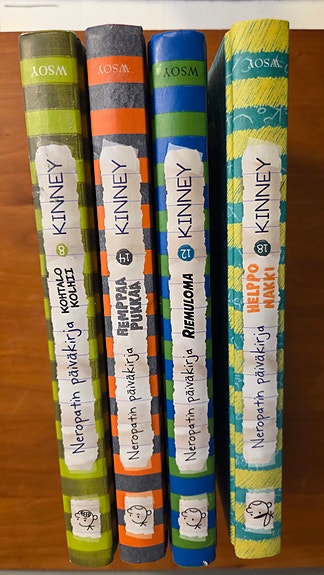 WSOY
KINNEY
8
KOHTALO
KOLHII
Neropatin päiväkirja
WSOY
KINNEY
14
REMPPAA
PUKKAA
Neropatin päiväkirja
WSOY
KINNEY
12
RIEMULOMA
Neropatin päiväkirja
WSOY
KINNEY
18
HELPPO
NAKKI
Neropatin päiväkirja